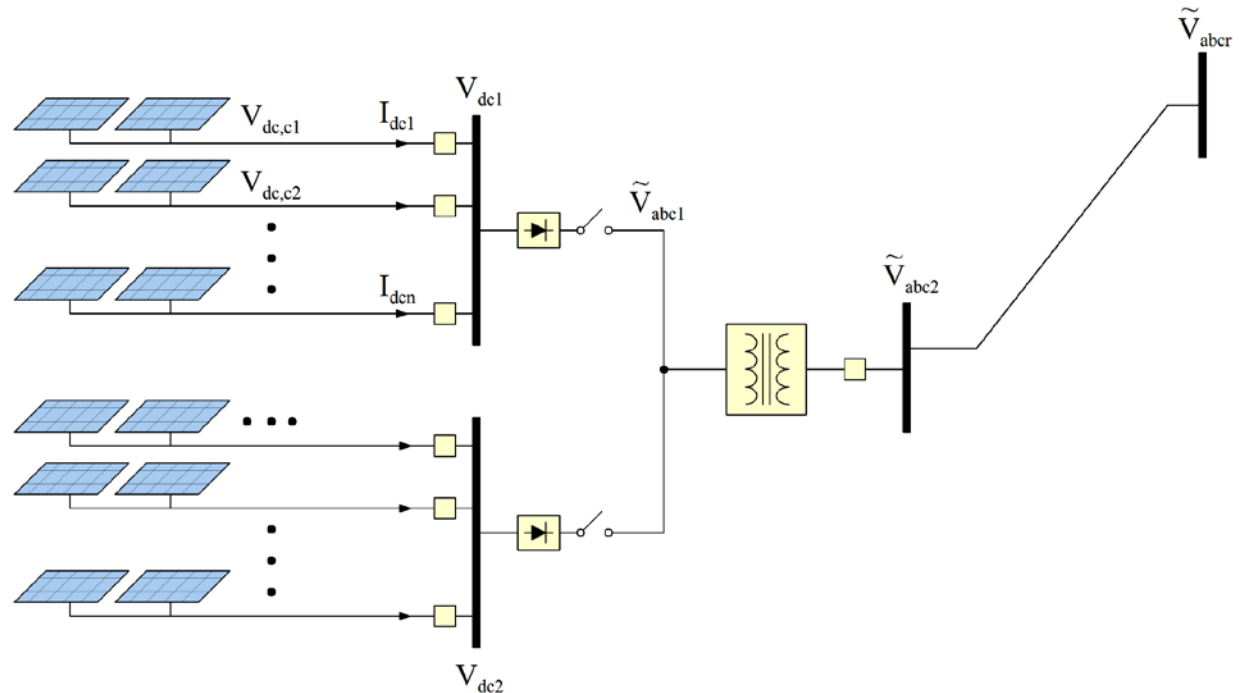 Ṽabcr
Vdc1
Vdc,c1
Idc1
Vdc,c2
Ṽabc1
Idcn
Ṽabc2
Vdc2